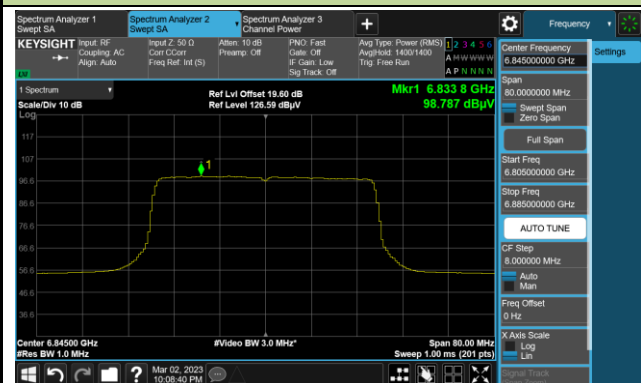 Spectrum Analyzer 1
Swept SA
Spectrum Analyzer 2
Swept SA
Spectrum Analyzer 3
Channel Power
+
Frequency
KEYSIGHT
Input: RF
Coupling: AC
Align: Auto
Input Z: 50 Ω
Corr CCorr
Freq Ref: Int (S)
Atten: 10 dB
Preamp: Off
PNO: Fast
Gate: Off
IF Gain: Low
Sig Track: Off
Avg Type: Power (RMS)
Avg|Hold: 1400/1400
Trig: Free Run
1 2 3 4 5 6
A W W W W W
A P N N N N
LXI
1 Spectrum
Scale/Div 10 dB
Log
Ref Lvl Offset 19.60 dB
Ref Level 126.59 dBµV
Mkr1 6.833 8 GHz
98.787 dBµV
117
107
96.6
86.6
76.6
66.6
56.6
46.6
36.6
1
Center 6.84500 GHz
#Res BW 1.0 MHz
#Video BW 3.0 MHz*
Span 80.00 MHz
Sweep 1.00 ms (201 pts)
Center Frequency
6.845000000 GHz
Settings
Span
80.0000000 MHz
Swept Span
Zero Span
Full Span
Start Freq
6.805000000 GHz
Stop Freq
6.885000000 GHz
AUTO TUNE
CF Step
8.000000 MHz
Auto
Man
Freq Offset
0 Hz
X Axis Scale
Log
Lin
Signal Track
?
Mar 02, 2023
10:08:40 PM